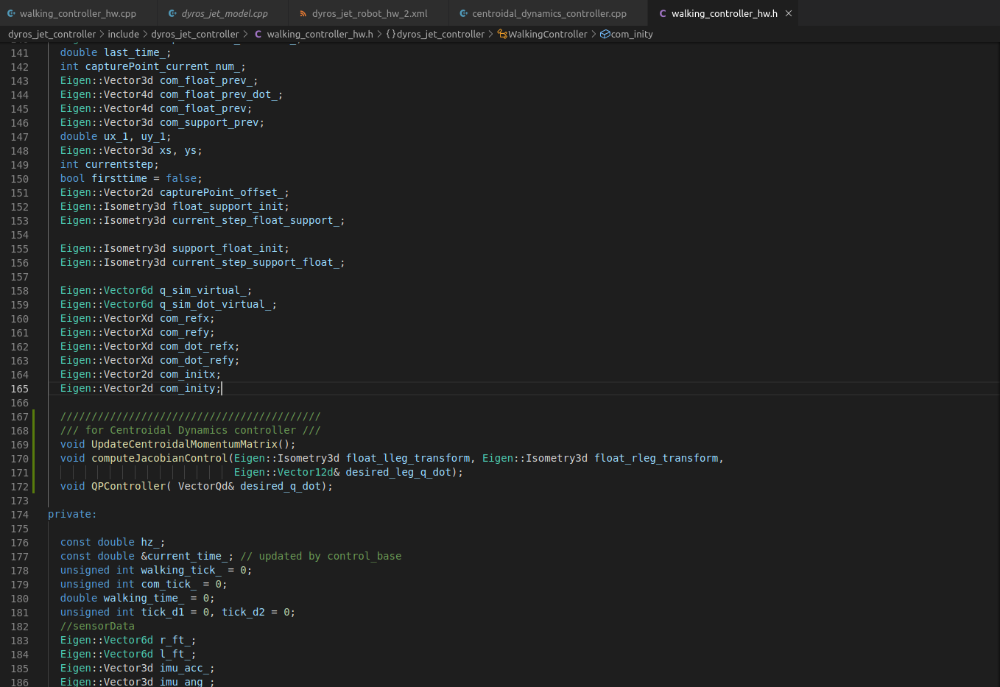 walking_controller_hw.cpp dyros_jet_model.cpp dyros_jet_robot_hw_2.xml centroidal_dynamics_controller.cpp walking_controller_hw.h
dyros_jet_controller > include > dyros_jet_controller > C walking_controller_hw.h > {} dyros_jet_controller > WalkingController > com_inity
141 double last_time_;
142 int capturePoint_current_num_;
143 Eigen::Vector3d com_float_prev_;
144 Eigen::Vector4d com_float_prev_dot_;
145 Eigen::Vector4d com_float_prev;
146 Eigen::Vector3d com_support_prev;
147 double ux_1, uy_1;
148 Eigen::Vector3d xs, ys;
149 int currentstep;
150 bool firsttime = false;
151 Eigen::Vector2d capturePoint_offset_;
152 Eigen::Isometry3d float_support_init;
153 Eigen::Isometry3d current_step_float_support_;
154
155 Eigen::Isometry3d support_float_init;
156 Eigen::Isometry3d current_step_support_float_;
157
158 Eigen::Vector6d q_sim_virtual_;
159 Eigen::Vector6d q_sim_dot_virtual_;
160 Eigen::VectorXd com_refx;
161 Eigen::VectorXd com_refy;
162 Eigen::VectorXd com_dot_refx;
163 Eigen::VectorXd com_dot_refy;
164 Eigen::Vector2d com_initx;
165 Eigen::Vector2d com_inity;
166
167 //////////////////////////////////////////
168 /// for Centroidal Dynamics controller ///
169 void UpdateCentroidalMomentumMatrix();
170 void computeJacobianControl(Eigen::Isometry3d float_lleg_transform, Eigen::Isometry3d float_rleg_transform,
171 Eigen::Vector12d& desired_leg_q_dot);
172 void QPController( VectorQd& desired_q_dot);
173
174 private:
175
176 const double hz_;
177 const double &current_time_; // updated by control_base
178 unsigned int walking_tick_ = 0;
179 unsigned int com_tick_ = 0;
180 double walking_time_ = 0;
181 unsigned int tick_d1 = 0, tick_d2 = 0;
182 //sensorData
183 Eigen::Vector6d r_ft_;
184 Eigen::Vector6d l_ft_;
185 Eigen::Vector3d imu_acc_;
186 Eigen::Vector3d imu_ang_;